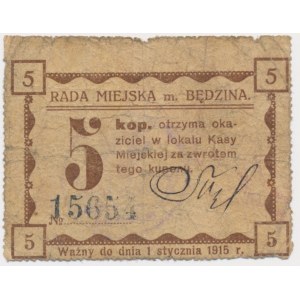 5 5
RADA MIEJSKA m. BĘDZINA.
5 kop. otrzyma oka-
ziciel w lokalu Kasy
Miejskiej za zwrotem
tego kuponu.
№ 15654
5 5
Ważny do dnia 1 stycznia 1915 r.